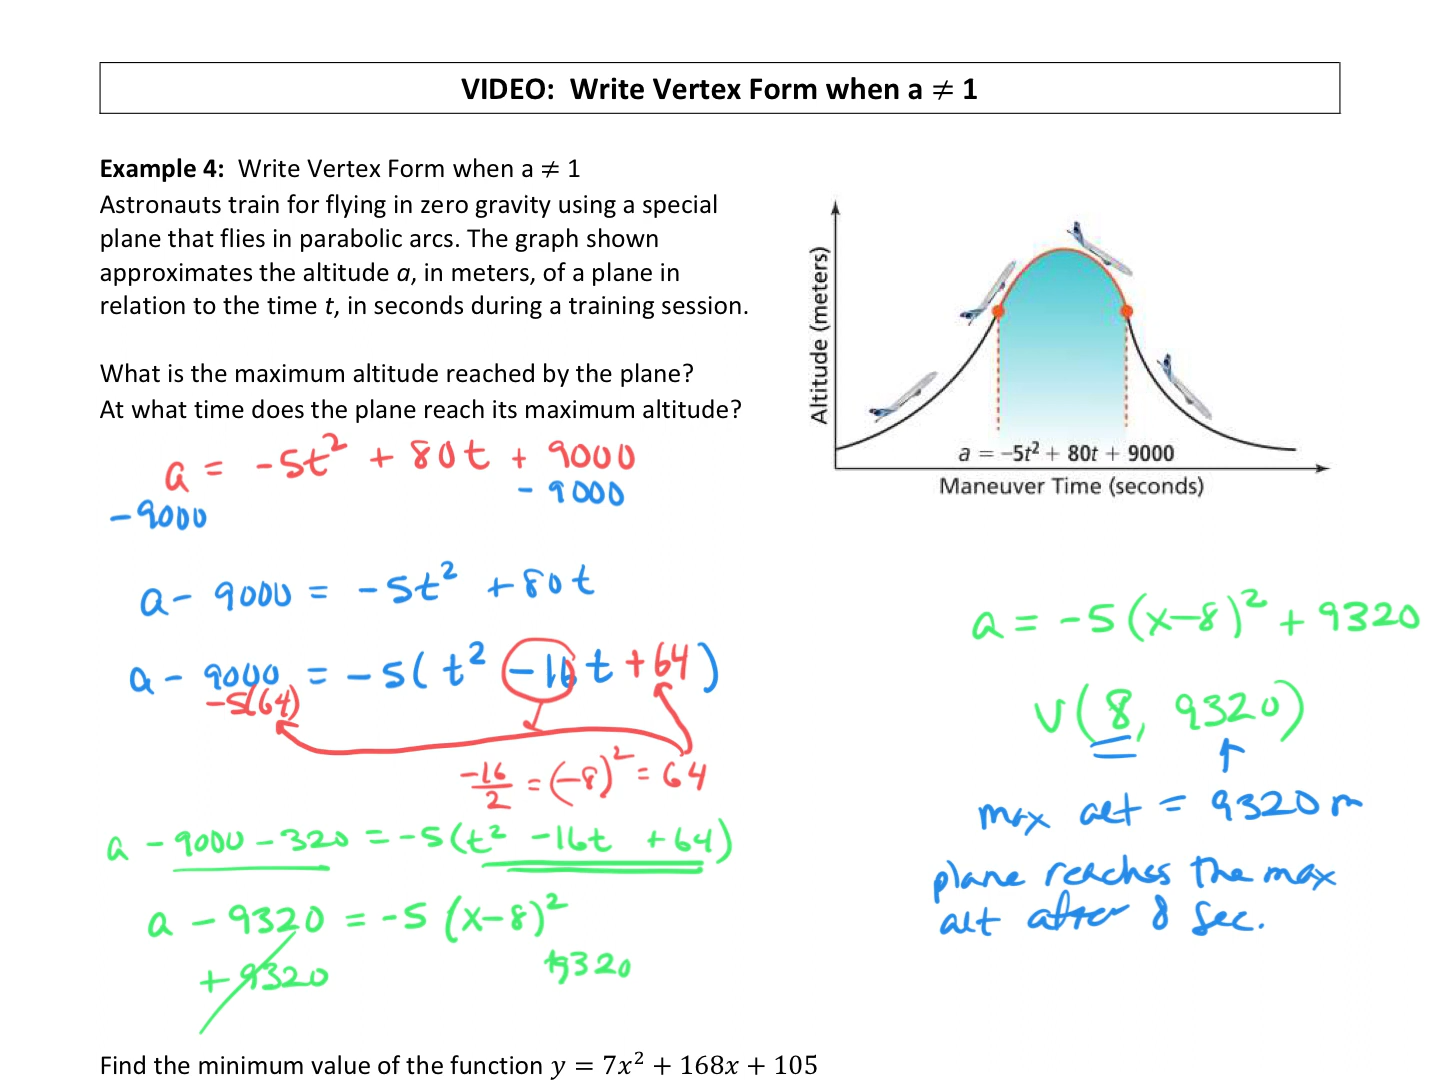 VIDEO: Write Vertex Form when a ≠ 1
Example 4: Write Vertex Form when a ≠ 1
Astronauts train for flying in zero gravity using a special
plane that flies in parabolic arcs. The graph shown
approximates the altitude a, in meters, of a plane in
relation to the time t, in seconds during a training session.
What is the maximum altitude reached by the plane?
At what time does the plane reach its maximum altitude?
Altitude (meters)
a = −5t² + 80t + 9000
Maneuver Time (seconds)
a = -5t² + 80t + 9000
- 9000
-9000
a - 9000 = -5t² +80t
a - 9000 = -5( t² -16t +64 )
-5(64)
-16/2 = (-8)² = 64
a - 9000 - 320 = -5(t² -16t +64)
a - 9320 = -5 (x-8)²
+9320
+9320
a = -5 (x-8)² + 9320
V( 8, 9320)
max alt = 9320 m
plane reaches the max
alt after 8 sec.
Find the minimum value of the function y = 7x² + 168x + 105